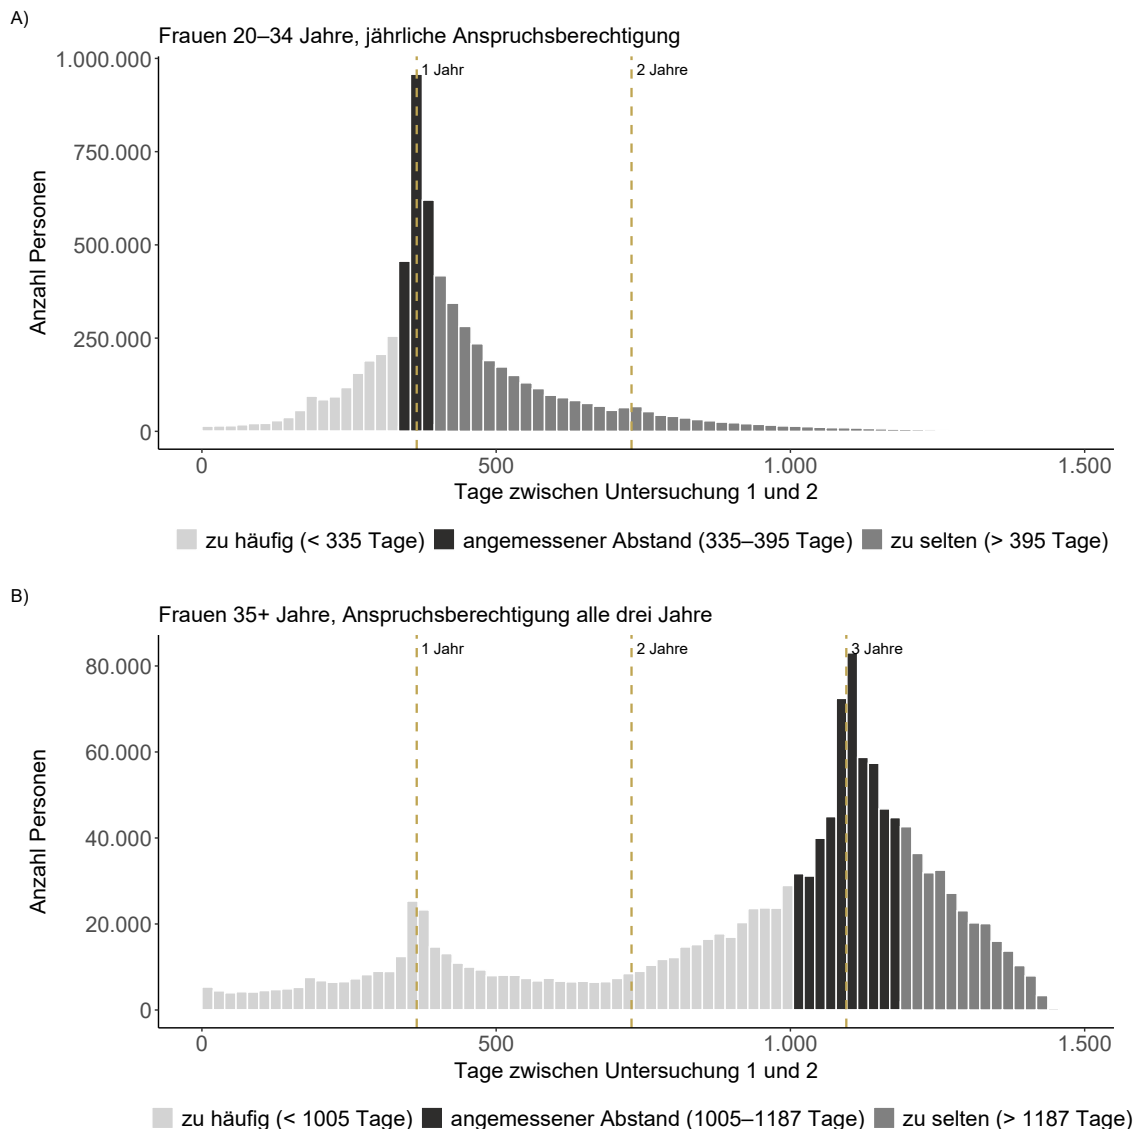 A)
Frauen 20–34 Jahre, jährliche Anspruchsberechtigung
1.000.000
750.000
500.000
250.000
0
Anzahl Personen
1 Jahr
2 Jahre
0
500
1.000
1.500
Tage zwischen Untersuchung 1 und 2
zu häufig (< 335 Tage) angemessener Abstand (335–395 Tage) zu selten (> 395 Tage)
B)
Frauen 35+ Jahre, Anspruchsberechtigung alle drei Jahre
80.000
60.000
40.000
20.000
0
Anzahl Personen
1 Jahr
2 Jahre
3 Jahre
0
500
1.000
1.500
Tage zwischen Untersuchung 1 und 2
zu häufig (< 1005 Tage) angemessener Abstand (1005–1187 Tage) zu selten (> 1187 Tage)